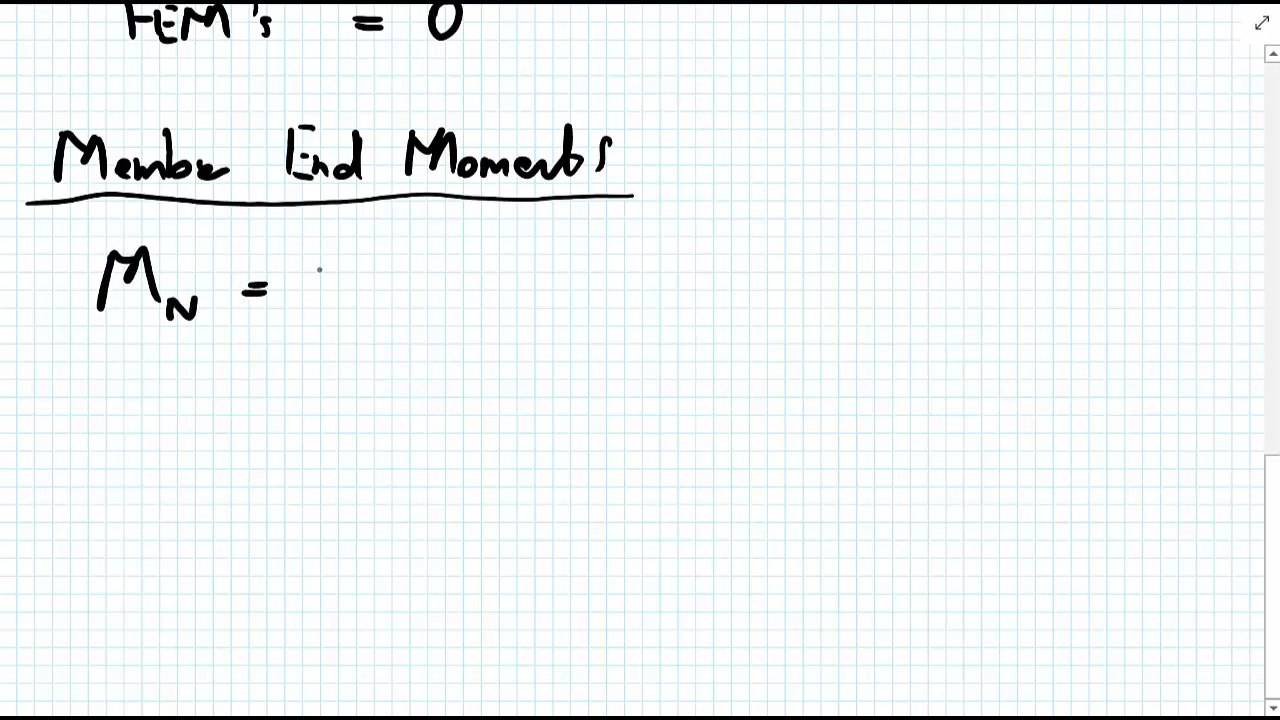 FEM's = 0
Member End Moments
M_N =